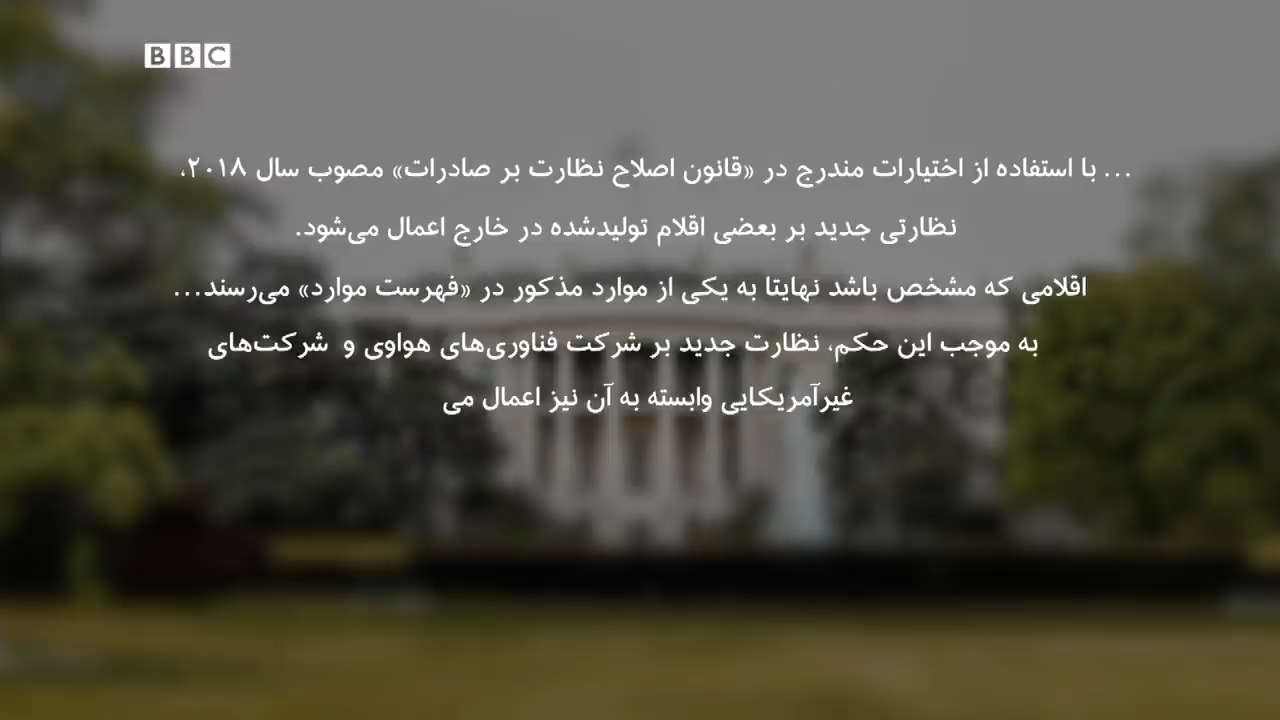 BBC
... با استفاده از اختیارات مندرج در «قانون اصلاح نظارت بر صادرات» مصوب سال ۲۰۱۸،
نظارتی جدید بر بعضی اقلام تولیدشده در خارج اعمال می‌شود.
اقلامی که مشخص باشد نهایتا به یکی از موارد مذکور در «فهرست موارد» می‌رسند...
به موجب این حکم، نظارت جدید بر شرکت فناوری‌های هواوی و شرکت‌های
غیرآمریکایی وابسته به آن نیز اعمال می